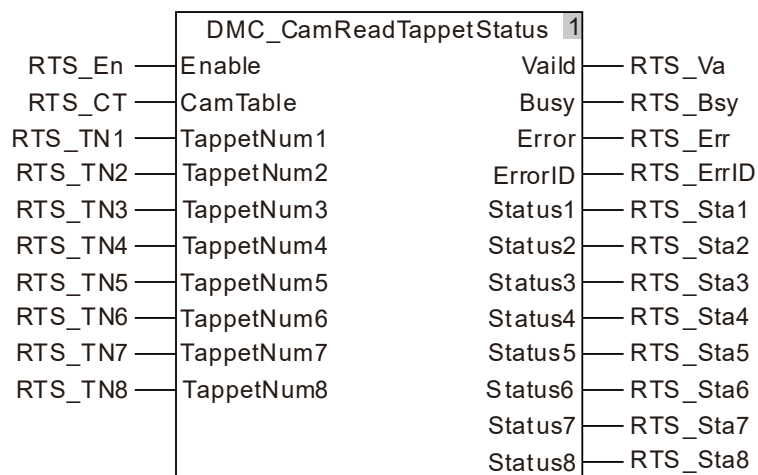 DMC_CamReadTappetStatus 1
RTS_En Enable Vaild RTS_Va
RTS_CT CamTable Busy RTS_Bsy
RTS_TN1 TappetNum1 Error RTS_Err
RTS_TN2 TappetNum2 ErrorID RTS_ErrID
RTS_TN3 TappetNum3 Status1 RTS_Sta1
RTS_TN4 TappetNum4 Status2 RTS_Sta2
RTS_TN5 TappetNum5 Status3 RTS_Sta3
RTS_TN6 TappetNum6 Status4 RTS_Sta4
RTS_TN7 TappetNum7 Status5 RTS_Sta5
RTS_TN8 TappetNum8 Status6 RTS_Sta6
Status7 RTS_Sta7
Status8 RTS_Sta8